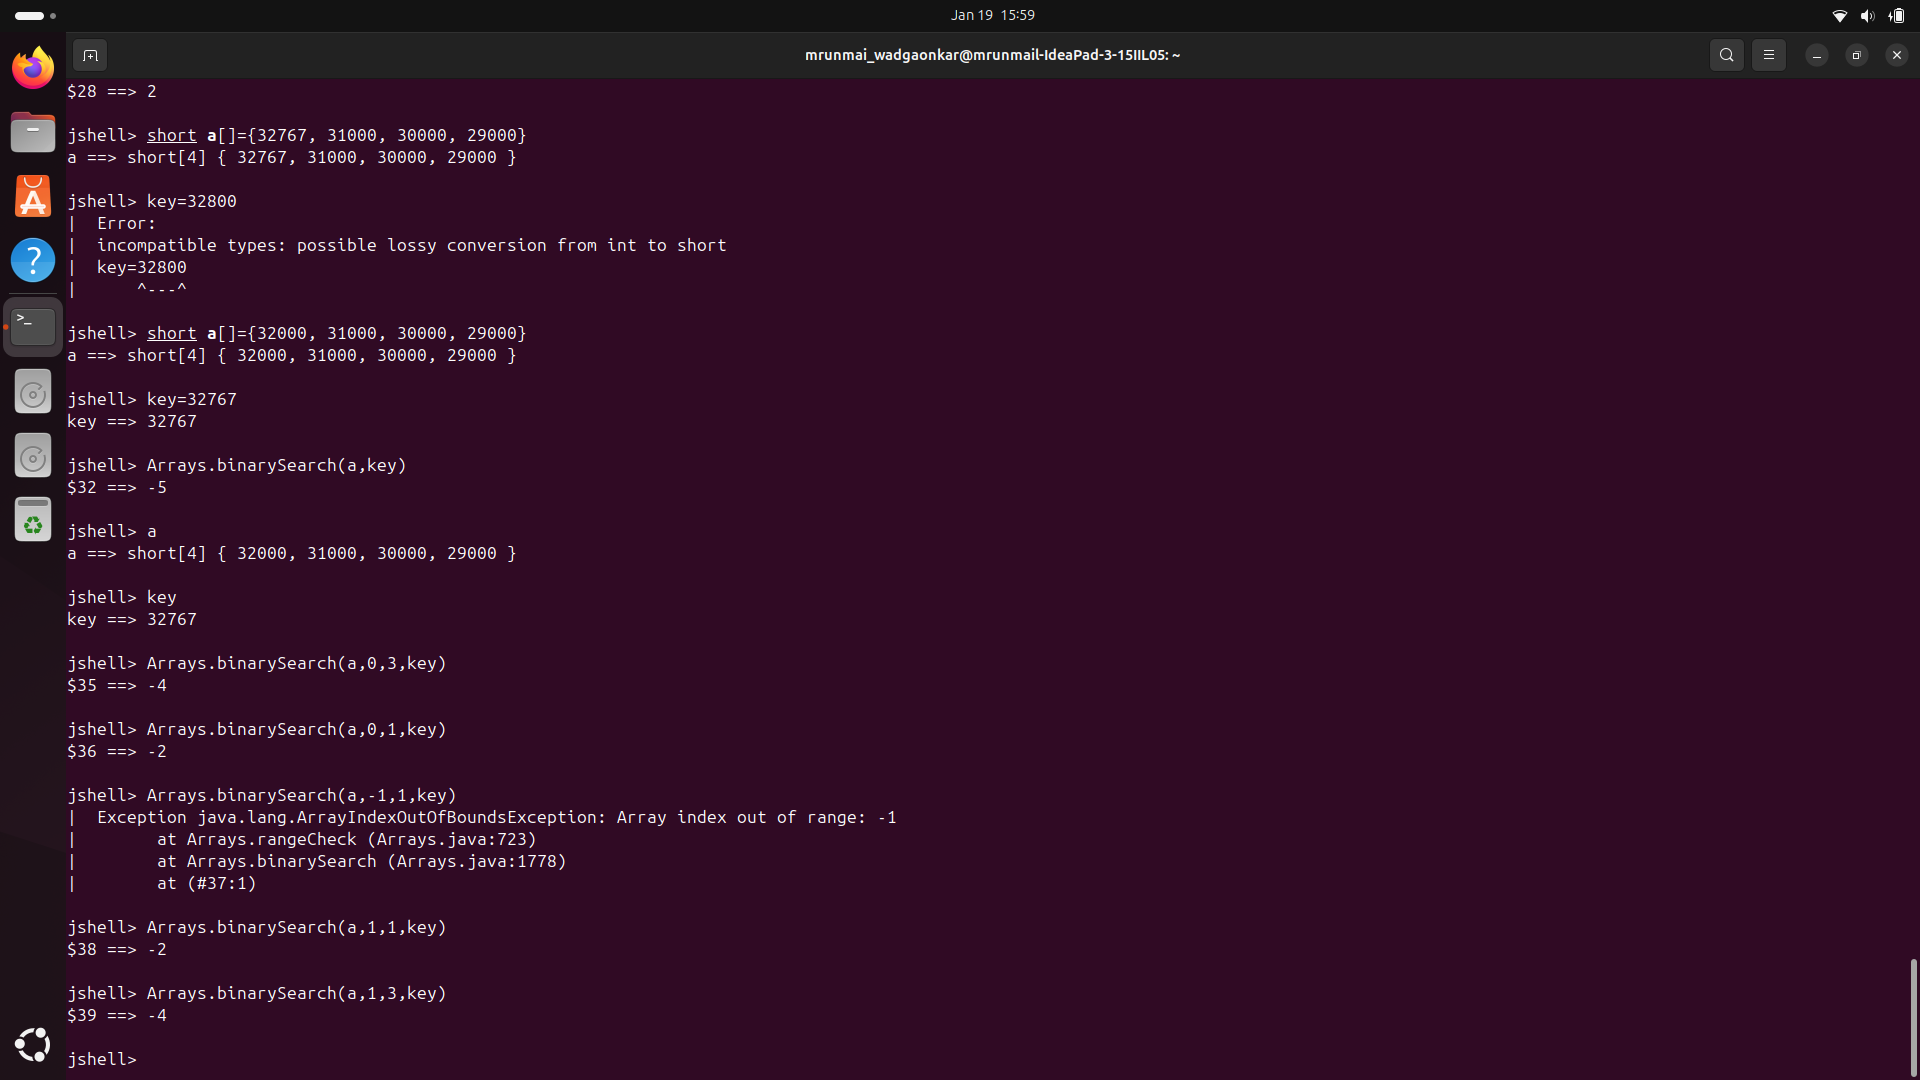 Jan 19 15:59
mrunmai_wadgaonkar@mrunmail-IdeaPad-3-15IIL05: ~
$28 ==> 2
jshell> short a[]={32767, 31000, 30000, 29000}
a ==> short[4] { 32767, 31000, 30000, 29000 }
jshell> key=32800
|  Error:
|  incompatible types: possible lossy conversion from int to short
|  key=32800
|      ^---^
jshell> short a[]={32000, 31000, 30000, 29000}
a ==> short[4] { 32000, 31000, 30000, 29000 }
jshell> key=32767
key ==> 32767
jshell> Arrays.binarySearch(a,key)
$32 ==> -5
jshell> a
a ==> short[4] { 32000, 31000, 30000, 29000 }
jshell> key
key ==> 32767
jshell> Arrays.binarySearch(a,0,3,key)
$35 ==> -4
jshell> Arrays.binarySearch(a,0,1,key)
$36 ==> -2
jshell> Arrays.binarySearch(a,-1,1,key)
|  Exception java.lang.ArrayIndexOutOfBoundsException: Array index out of range: -1
|        at Arrays.rangeCheck (Arrays.java:723)
|        at Arrays.binarySearch (Arrays.java:1778)
|        at (#37:1)
jshell> Arrays.binarySearch(a,1,1,key)
$38 ==> -2
jshell> Arrays.binarySearch(a,1,3,key)
$39 ==> -4
jshell>